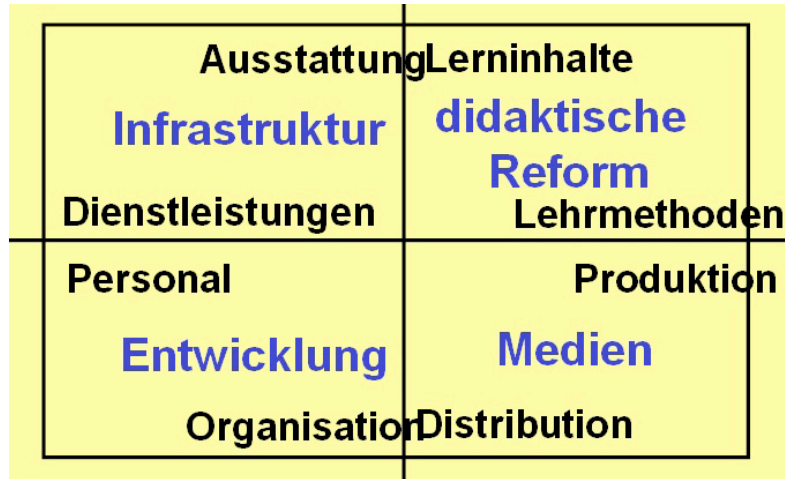 Ausstattung
Infrastruktur
Dienstleistungen
Lerninhalte
didaktische
Reform
Lehrmethoden
Personal
Entwicklung
Organisation
Produktion
Medien
Distribution